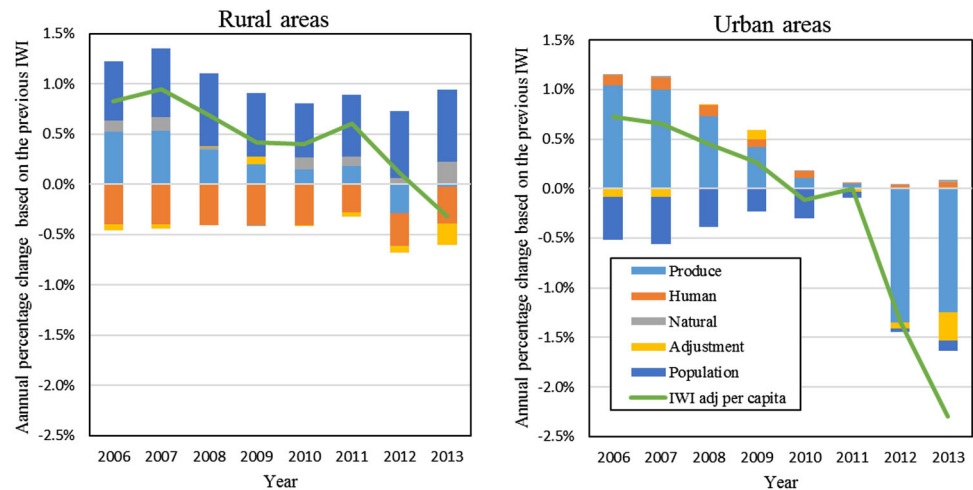 Rural areas
Aannual percentage change based on the previous IWI
1.5%
1.0%
0.5%
0.0%
-0.5%
-1.0%
-1.5%
-2.0%
-2.5%
2006 2007 2008 2009 2010 2011 2012 2013
Year
Urban areas
Annual percentage change based on the previous IWI
1.5%
1.0%
0.5%
0.0%
-0.5%
-1.0%
-1.5%
-2.0%
-2.5%
Produce
Human
Natural
Adjustment
Population
IWI adj per capita
2006 2007 2008 2009 2010 2011 2012 2013
Year